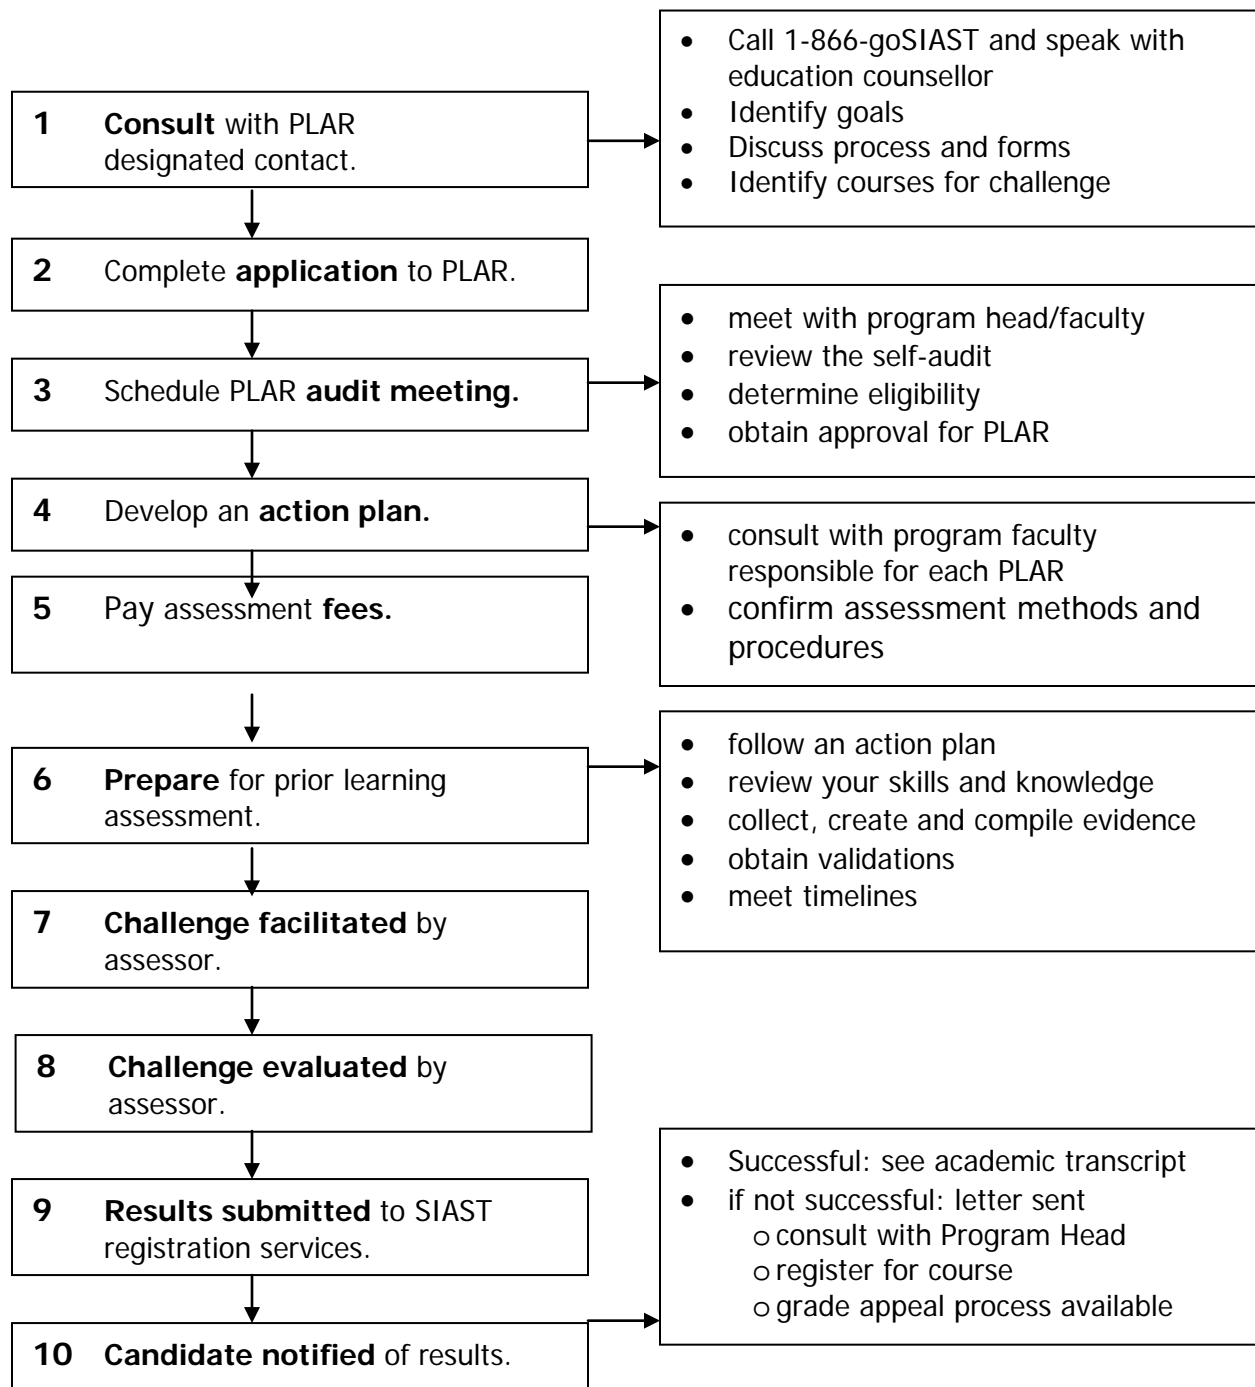 1 Consult with PLAR
designated contact.
• Call 1-866-goSIAST and speak with
education counsellor
• Identify goals
• Discuss process and forms
• Identify courses for challenge
2 Complete application to PLAR.
3 Schedule PLAR audit meeting.
• meet with program head/faculty
• review the self-audit
• determine eligibility
• obtain approval for PLAR
4 Develop an action plan.
• consult with program faculty
responsible for each PLAR
• confirm assessment methods and
procedures
5 Pay assessment fees.
6 Prepare for prior learning
assessment.
• follow an action plan
• review your skills and knowledge
• collect, create and compile evidence
• obtain validations
• meet timelines
7 Challenge facilitated by
assessor.
8 Challenge evaluated by
assessor.
9 Results submitted to SIAST
registration services.
10 Candidate notified of results.
• Successful: see academic transcript
• if not successful: letter sent
o consult with Program Head
o register for course
o grade appeal process available